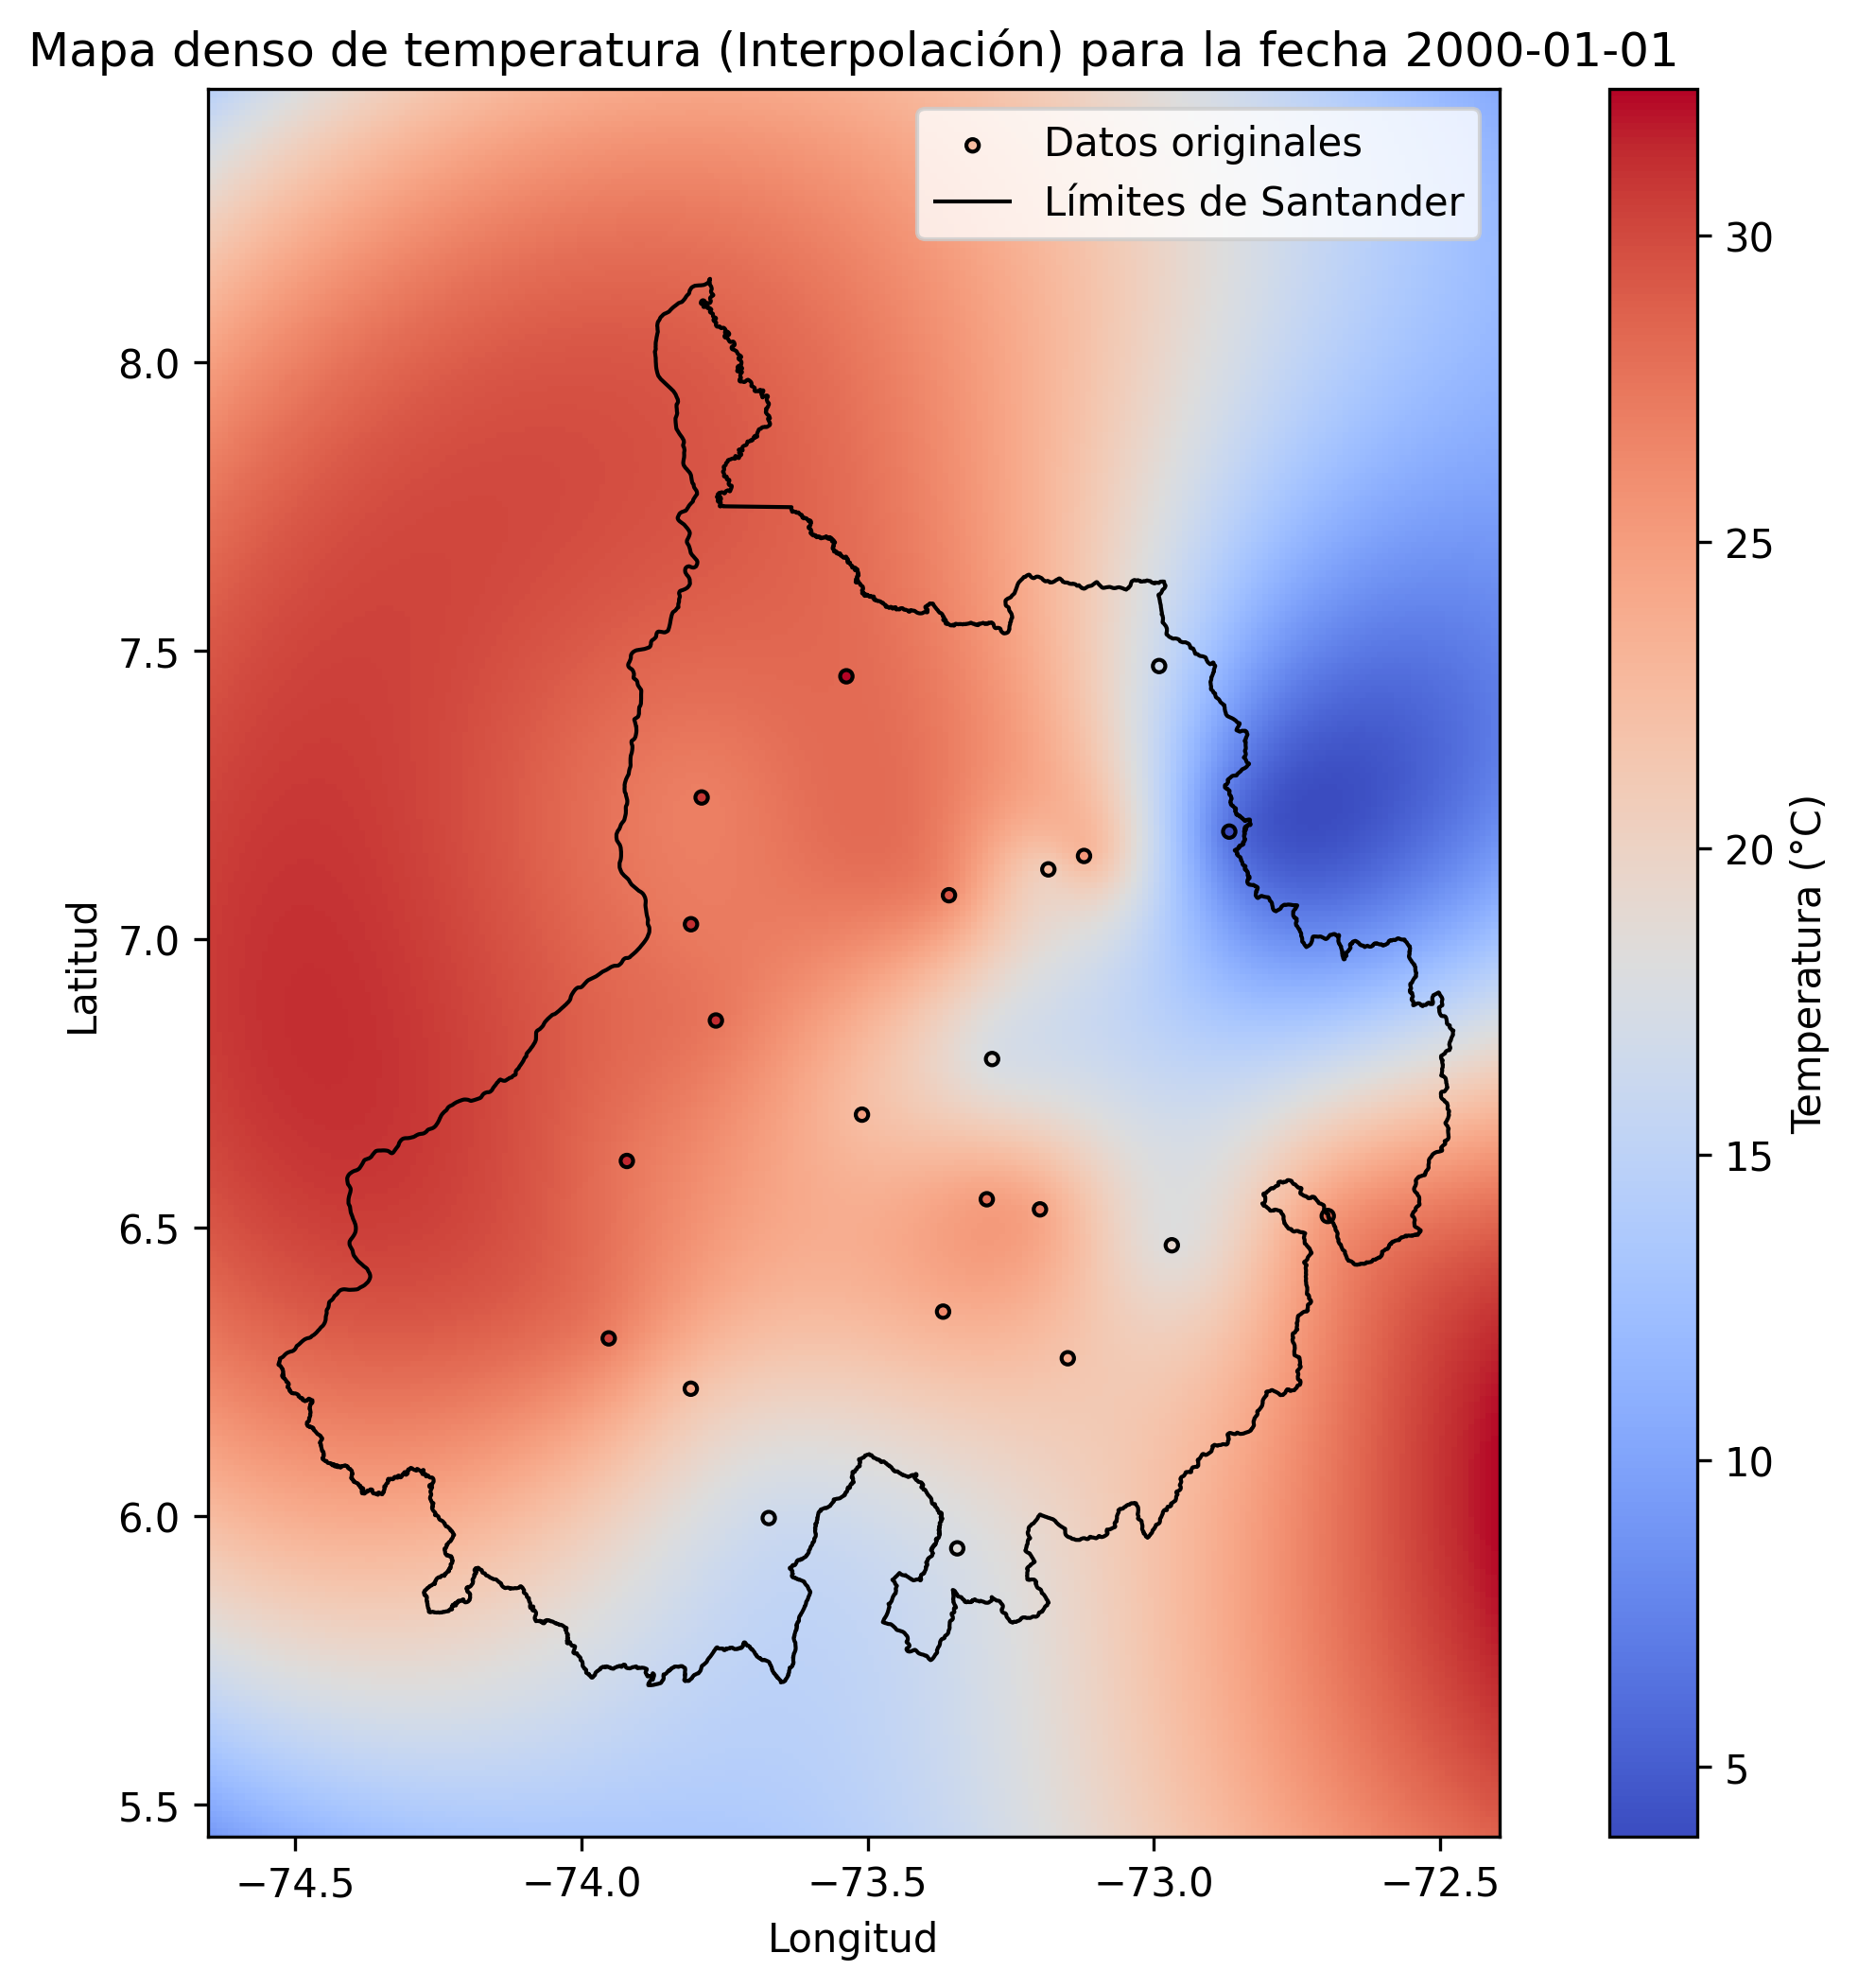 Mapa denso de temperatura (Interpolación) para la fecha 2000-01-01
Datos originales
Límites de Santander
8.0
7.5
7.0
6.5
6.0
5.5
Latitud
−74.5
−74.0
−73.5
−73.0
−72.5
Longitud
30
25
20
15
10
5
Temperatura (°C)